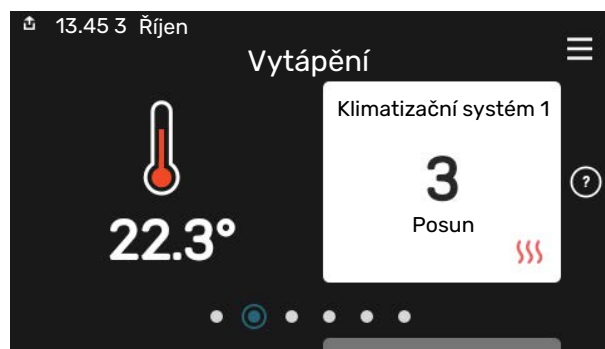 13.45 3 Říjen
Vytápění
Klimatizační systém 1
3
Posun
22.3°
?